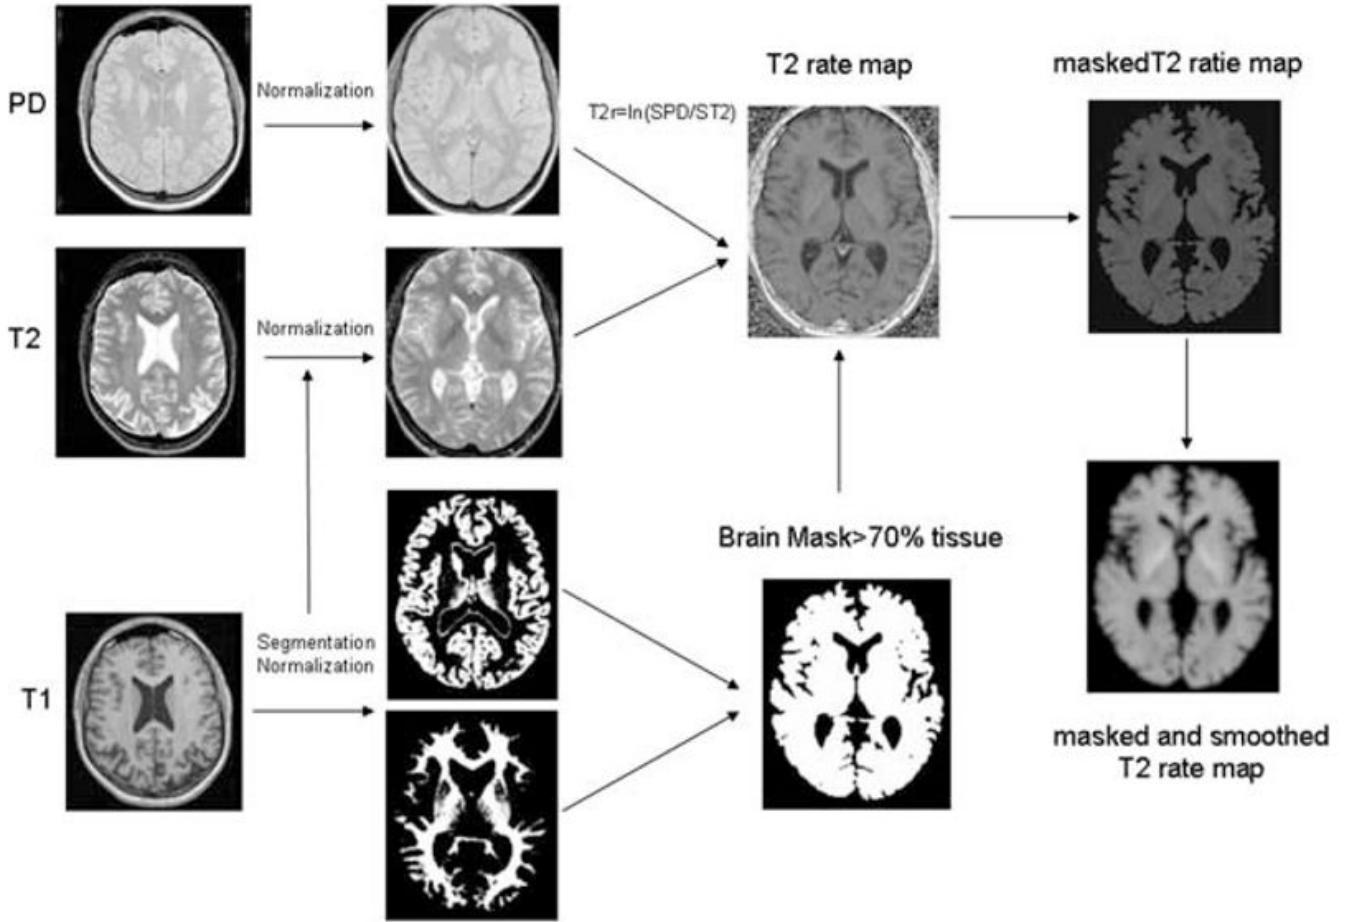 PD
Normalization
T2r=ln(SPD/ST2)
T2 rate map
maskedT2 ratie map
T2
Normalization
Brain Mask>70% tissue
T1
Segmentation
Normalization
masked and smoothed
T2 rate map